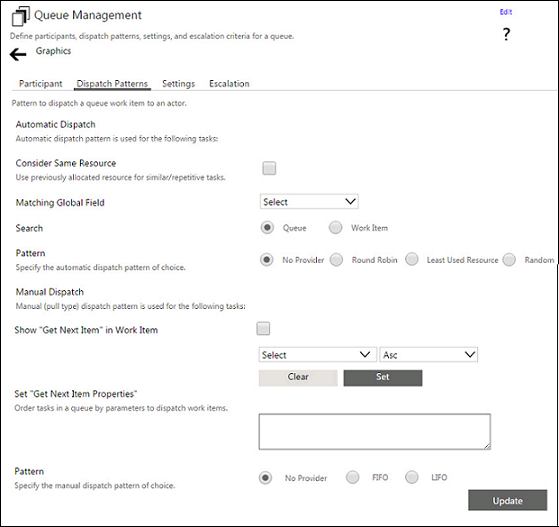 Queue Management
Edit
Define participants, dispatch patterns, settings, and escalation criteria for a queue.
?
Graphics
Participant Dispatch Patterns Settings Escalation
Pattern to dispatch a queue work item to an actor.
Automatic Dispatch
Automatic dispatch pattern is used for the following tasks:
Consider Same Resource
Use previously allocated resource for similar/repetitive tasks.
Matching Global Field Select
Search Queue Work Item
Pattern No Provider Round Robin Least Used Resource Random
Specify the automatic dispatch pattern of choice.
Manual Dispatch
Manual (pull type) dispatch pattern is used for the following tasks:
Show "Get Next Item" in Work Item
Select Asc
Clear Set
Set "Get Next Item Properties"
Order tasks in a queue by parameters to dispatch work items.
Pattern No Provider FIFO LIFO
Specify the manual dispatch pattern of choice.
Update